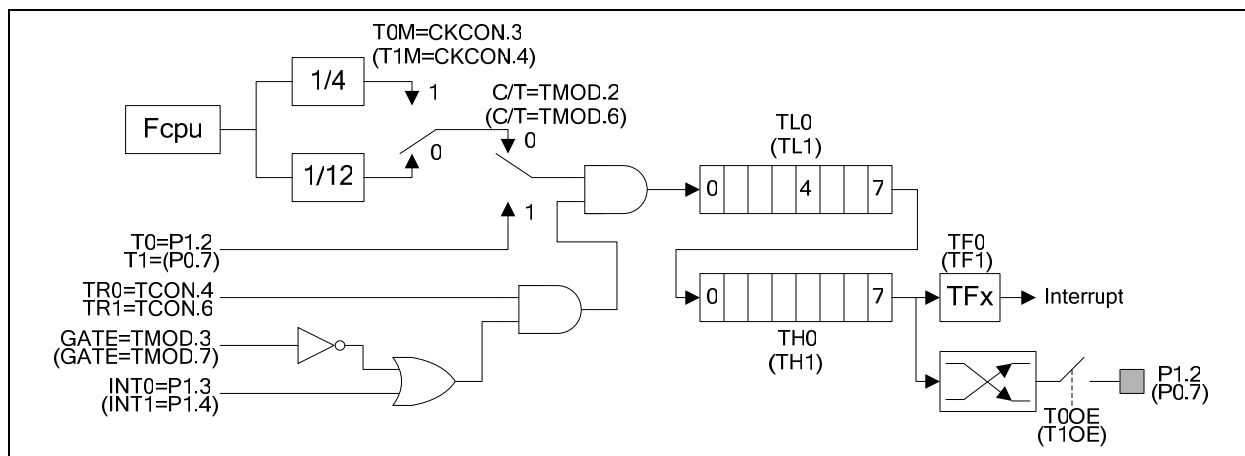 T0M=CKCON.3
(T1M=CKCON.4)
1/4
1
C/T=TMOD.2
(C/T=TMOD.6)
Fcpu
0
0
TL0
(TL1)
1/12
0 4 7
1
T0=P1.2
T1=(P0.7)
TF0
(TF1)
TR0=TCON.4
TR1=TCON.6
0 7
TFx
Interrupt
GATE=TMOD.3
(GATE=TMOD.7)
TH0
(TH1)
INT0=P1.3
(INT1=P1.4)
P1.2
(P0.7)
T0OE
(T1OE)